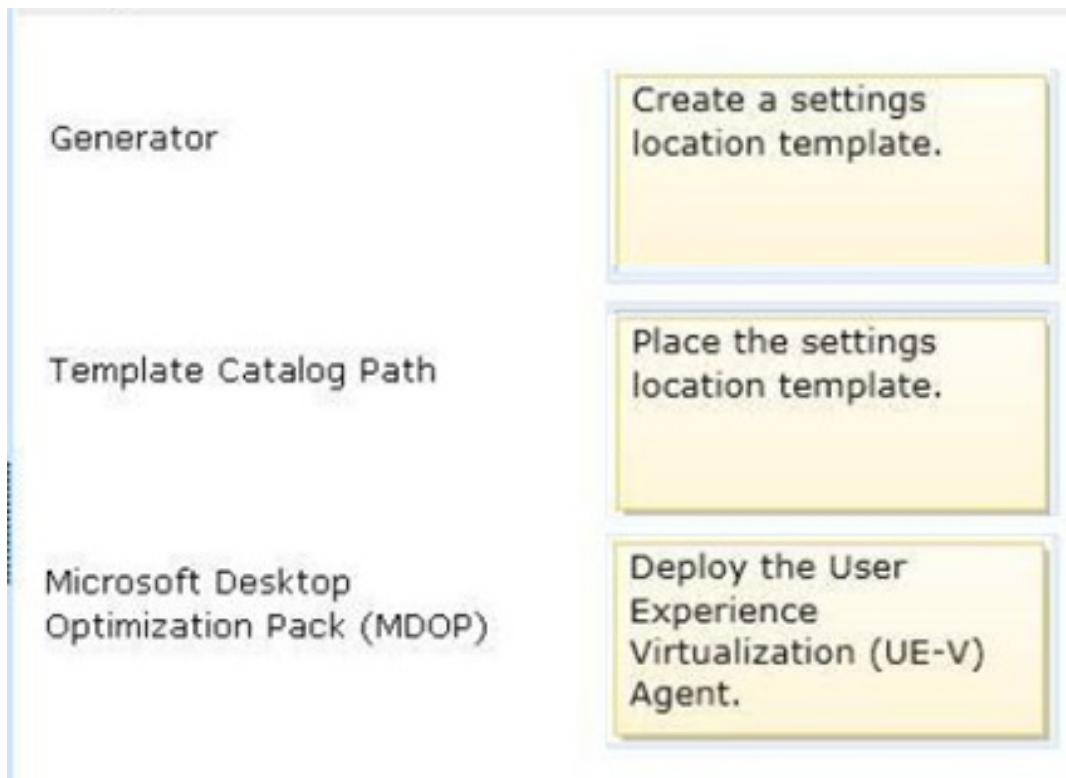 Generator
Create a settings
location template.
Template Catalog Path
Place the settings
location template.
Microsoft Desktop
Optimization Pack (MDOP)
Deploy the User
Experience
Virtualization (UE-V)
Agent.